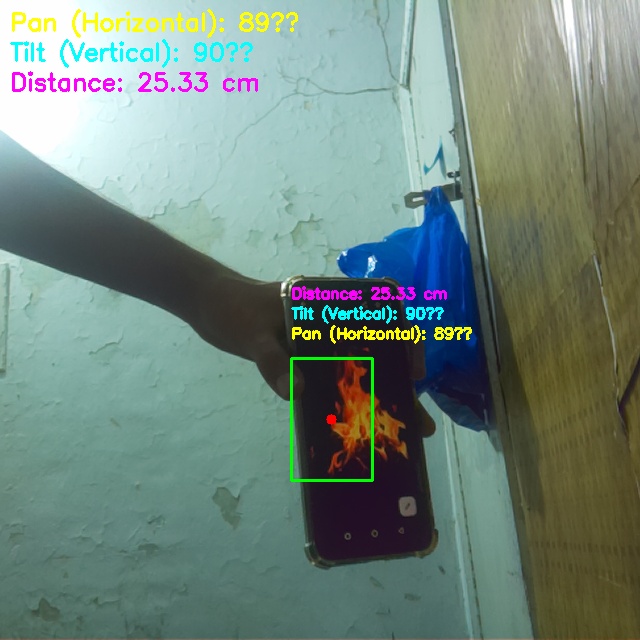 Pan (Horizontal): 89??
Tilt (Vertical): 90??
Distance: 25.33 cm
Distance: 25.33 cm
Tilt (Vertical): 90??
Pan (Horizontal): 89??